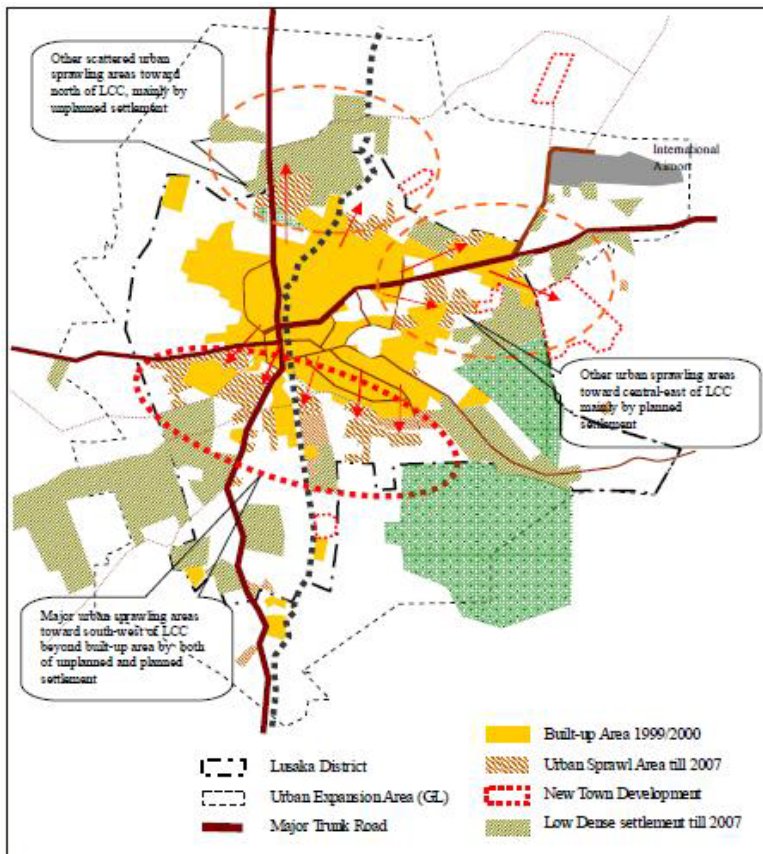 Other scattered urban
sprawling areas toward
north of LCC, mainly by
unplanned settlement
International
Airport
Other urban sprawling areas
toward central-east of LCC
mainly by planned
settlement
Major urban sprawling areas
toward south-west of LCC
beyond built-up area by both
of unplanned and planned
settlement
Lusaka District
Urban Expansion Area (GL)
Major Trunk Road
Built-up Area 1999/2000
Urban Sprawl Area till 2007
New Town Development
Low Dense settlement till 2007